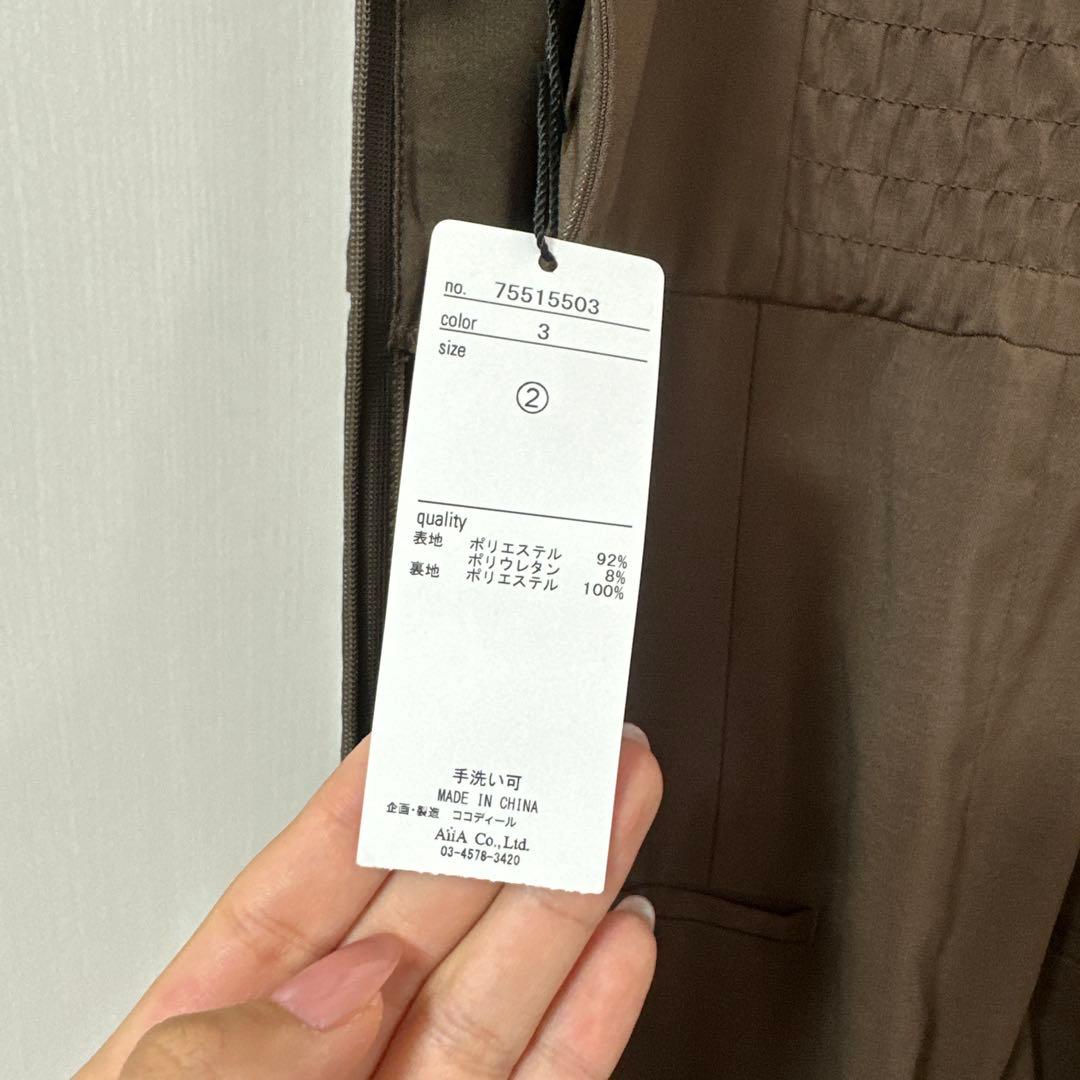 no. 75515503
color 3
size
②
quality
表地 ポリエステル 92%
ポリウレタン 8%
裏地 ポリエステル 100%
手洗い可
MADE IN CHINA
企画・製造 ココディール
AiiA Co.,Ltd.
03-4578-3420